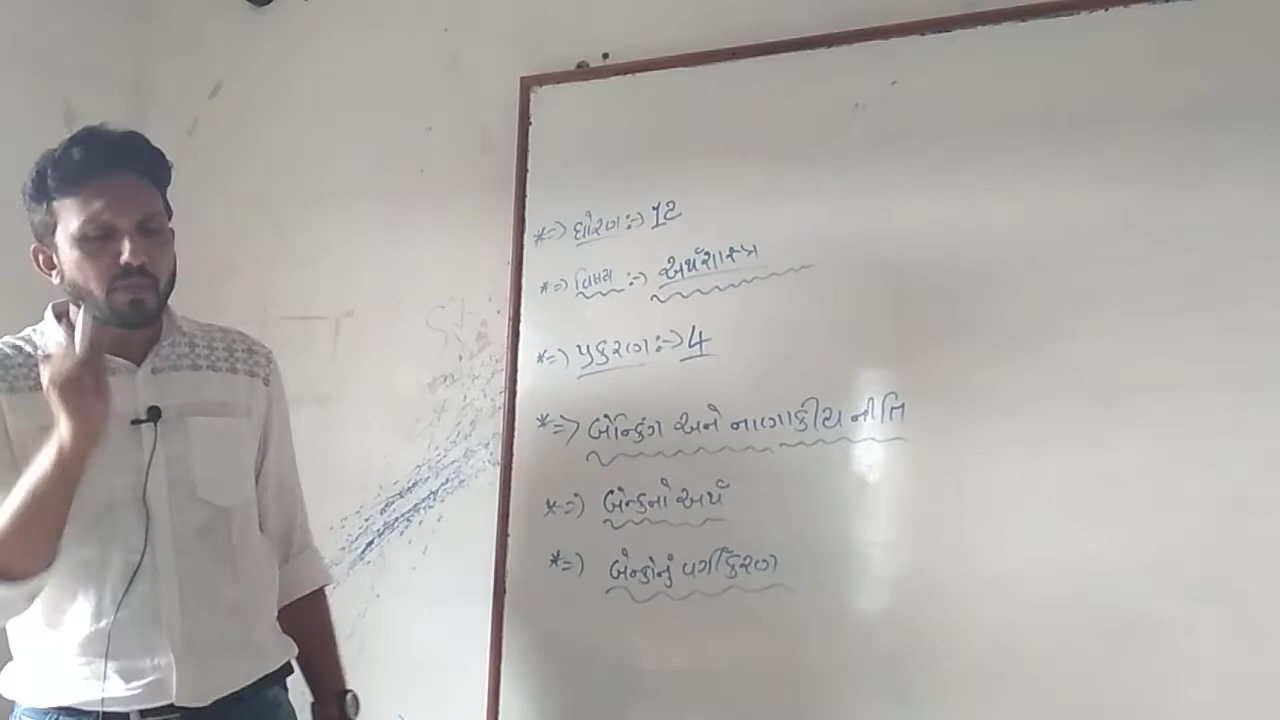 *=> ધોરણ :-> 12
*=> વિષય :-> અર્થશાસ્ત્ર
*=> પ્રકરણ :-> 4
*=> બેન્કિંગ અને નાણાકીય નીતિ
*=> બેન્કનો અર્થ
*=> બેન્કોનું વર્ગીકરણ